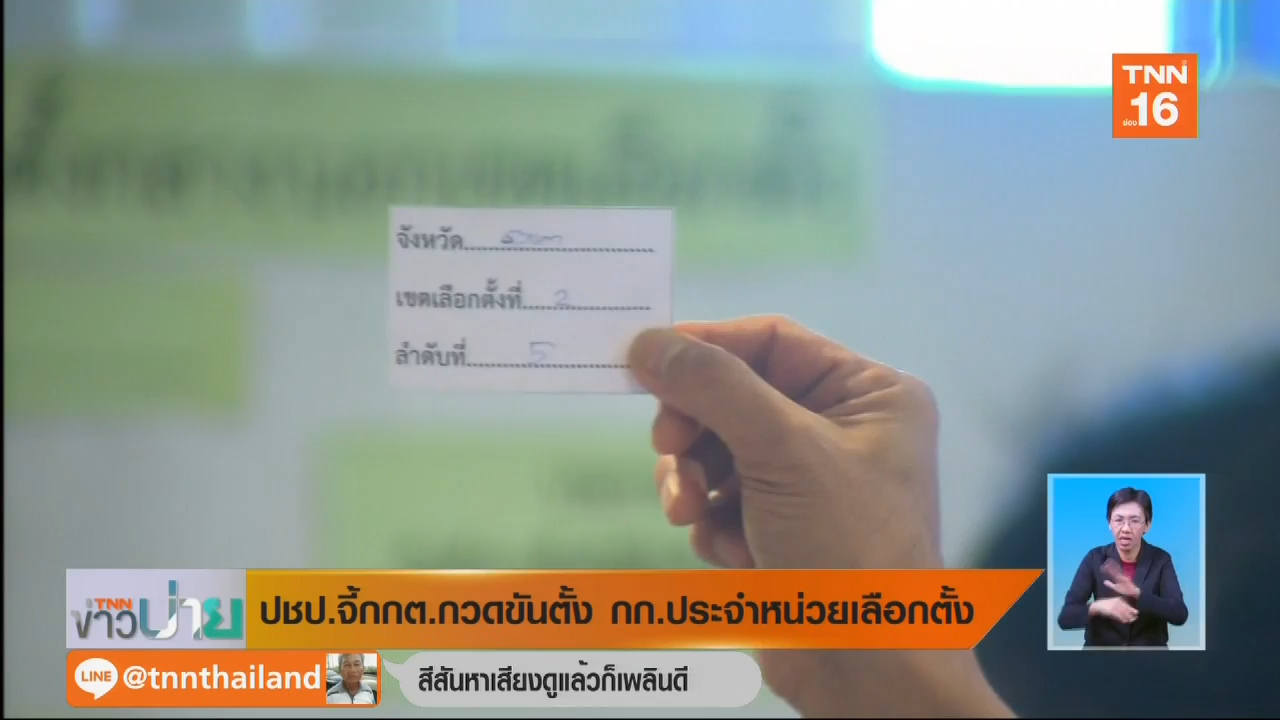 TNN
ช่อง 16
จังหวัด
เขตเลือกตั้งที่ 2
ลำดับที่ 5
TNN
ข่าวบ่าย
ปชป.จี้กกต.กวดขันตั้ง กก.ประจำหน่วยเลือกตั้ง
LINE @tnnthailand
สีสันหาเสียงดูแล้วก็เพลินดี